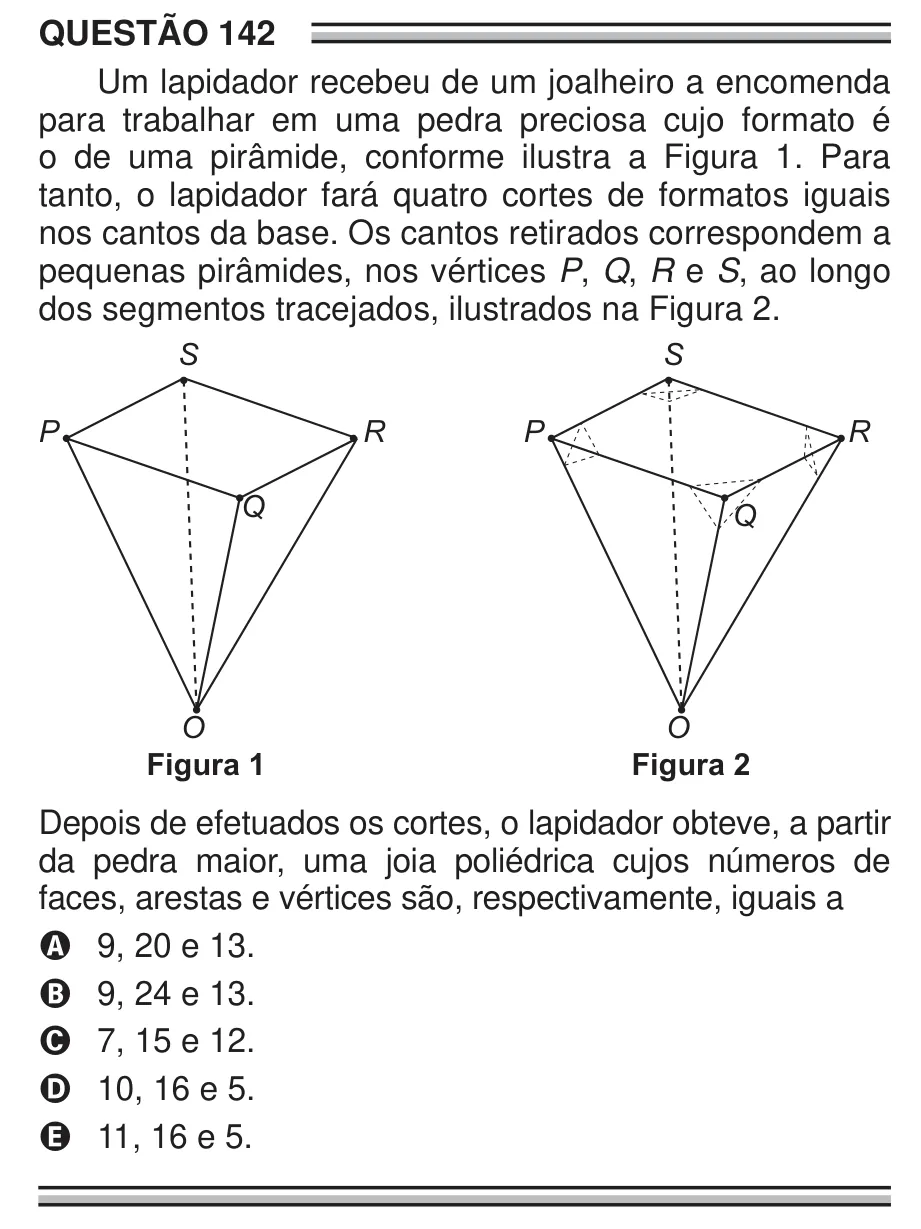 QUESTÃO 142
Um lapidador recebeu de um joalheiro a encomenda
para trabalhar em uma pedra preciosa cujo formato é
o de uma pirâmide, conforme ilustra a Figura 1. Para
tanto, o lapidador fará quatro cortes de formatos iguais
nos cantos da base. Os cantos retirados correspondem a
pequenas pirâmides, nos vértices P, Q, R e S, ao longo
dos segmentos tracejados, ilustrados na Figura 2.
S
P
R
Q
O
Figura 1
S
P
R
Q
O
Figura 2
Depois de efetuados os cortes, o lapidador obteve, a partir
da pedra maior, uma joia poliédrica cujos números de
faces, arestas e vértices são, respectivamente, iguais a
A 9, 20 e 13.
B 9, 24 e 13.
C 7, 15 e 12.
D 10, 16 e 5.
E 11, 16 e 5.